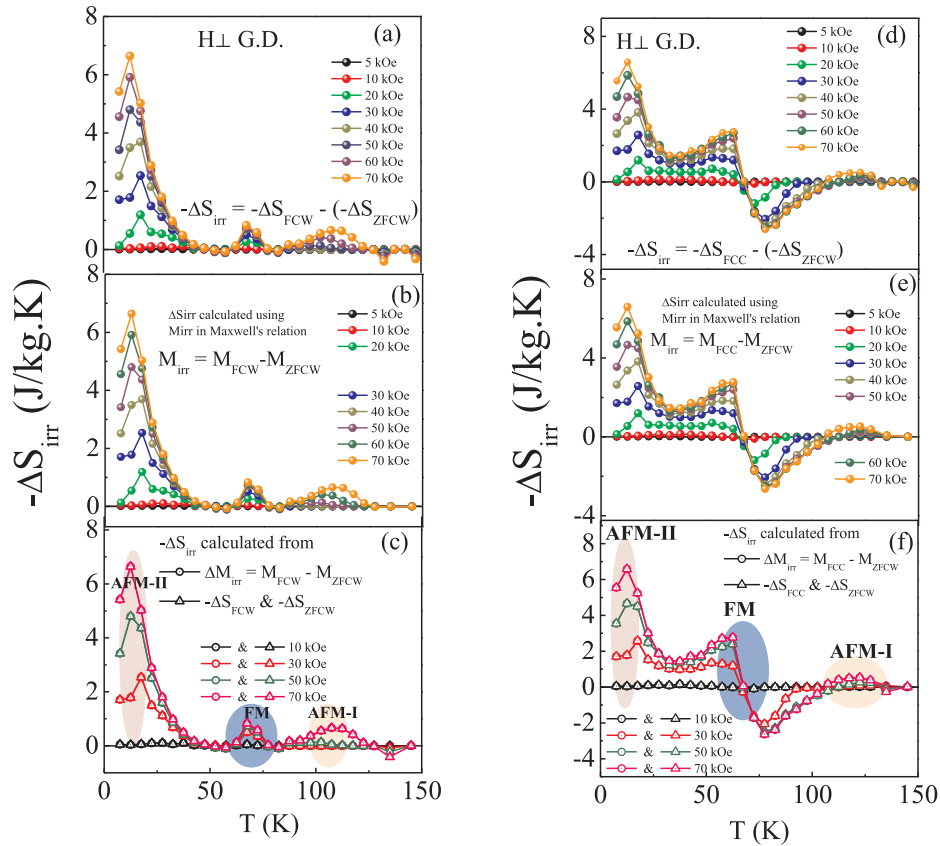 -ΔS_irr (J/kg.K)
(a)
H⊥ G.D.
5 kOe
10 kOe
20 kOe
30 kOe
40 kOe
50 kOe
60 kOe
70 kOe
-ΔS_irr = -ΔS_FCW - (-ΔS_ZFCW)
8
6
4
2
0
(b)
ΔSirr calculated using
Mirr in Maxwell's relation
M_irr = M_FCW-M_ZFCW
5 kOe
10 kOe
20 kOe
30 kOe
40 kOe
50 kOe
60 kOe
70 kOe
8
6
4
2
0
(c)
-ΔS_irr calculated from
ΔM_irr = M_FCW - M_ZFCW
-ΔS_FCW & -ΔS_ZFCW
AFM-II
& 10 kOe
& 30 kOe
& 50 kOe
& 70 kOe
FM
AFM-I
8
6
4
2
0
0 50 100 150
T (K)
-ΔS_irr (J/kg.K)
(d)
H⊥ G.D.
5 kOe
10 kOe
20 kOe
30 kOe
40 kOe
50 kOe
60 kOe
70 kOe
-ΔS_irr = -ΔS_FCC - (-ΔS_ZFCW)
8
6
4
2
0
-2
-4
(e)
ΔSirr calculated using
Mirr in Maxwell's relation
M_irr = M_FCC-M_ZFCW
5 kOe
10 kOe
20 kOe
30 kOe
40 kOe
50 kOe
60 kOe
70 kOe
8
6
4
2
0
-2
-4
(f)
AFM-II
-ΔS_irr calculated from
ΔM_irr = M_FCC - M_ZFCW
-ΔS_FCC & -ΔS_ZFCW
FM
AFM-I
& 10 kOe
& 30 kOe
& 50 kOe
& 70 kOe
8
6
4
2
0
-2
-4
0 50 100 150
T (K)